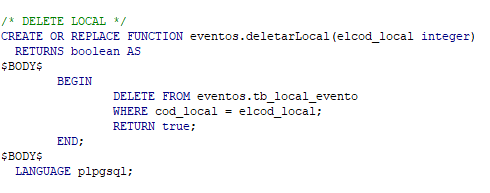 /* DELETE LOCAL */
CREATE OR REPLACE FUNCTION eventos.deletarLocal(elcod_local integer)
  RETURNS boolean AS
$BODY$
        BEGIN
                DELETE FROM eventos.tb_local_evento
                WHERE cod_local = elcod_local;
                RETURN true;
        END;
$BODY$
  LANGUAGE plpgsql;